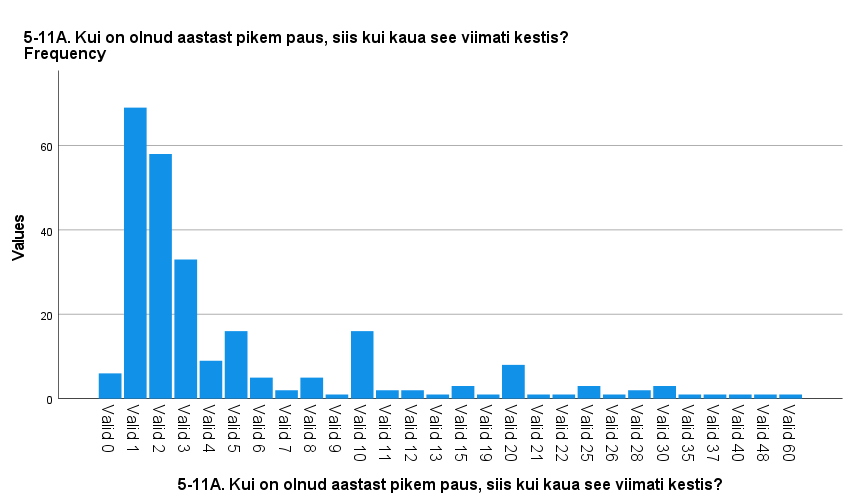 5-11A. Kui on olnud aastast pikem paus, siis kui kaua see viimati kestis?
Frequency
Values
60
40
20
0
Valid 0
Valid 1
Valid 2
Valid 3
Valid 4
Valid 5
Valid 6
Valid 7
Valid 8
Valid 9
Valid 10
Valid 11
Valid 12
Valid 13
Valid 15
Valid 19
Valid 20
Valid 21
Valid 22
Valid 25
Valid 26
Valid 28
Valid 30
Valid 35
Valid 37
Valid 40
Valid 48
Valid 60
5-11A. Kui on olnud aastast pikem paus, siis kui kaua see viimati kestis?